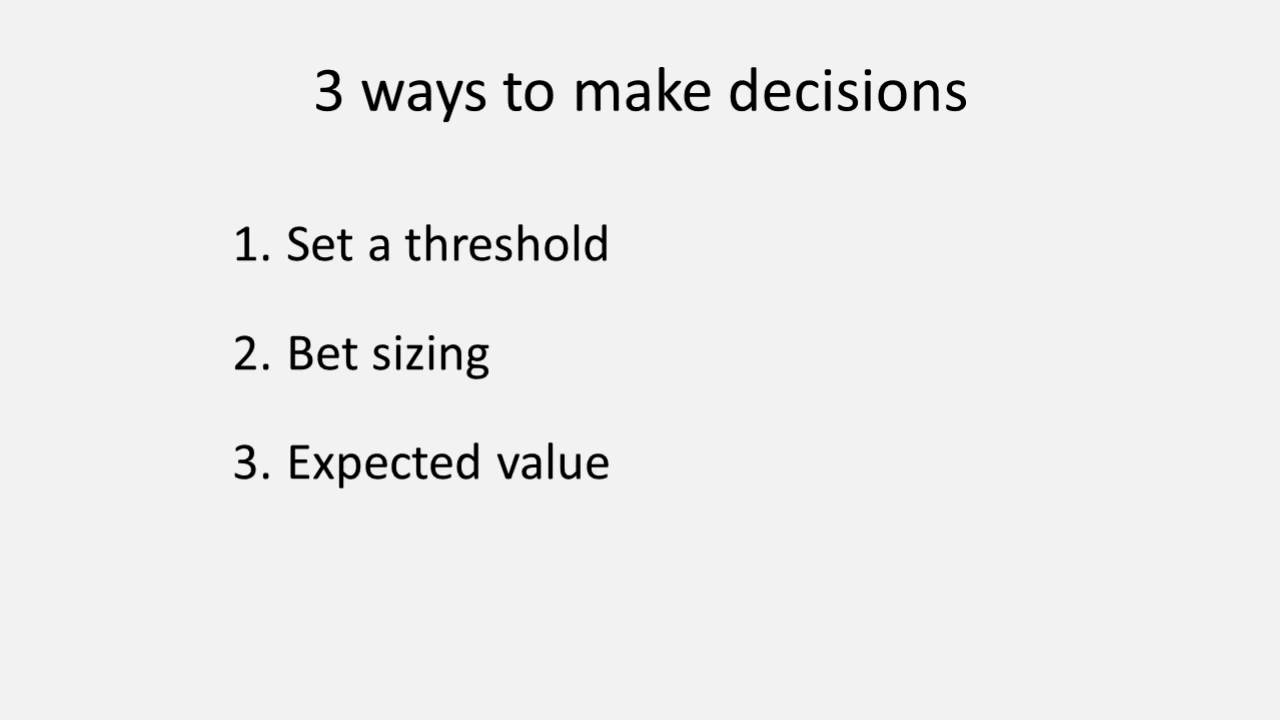 3 ways to make decisions
1. Set a threshold
2. Bet sizing
3. Expected value